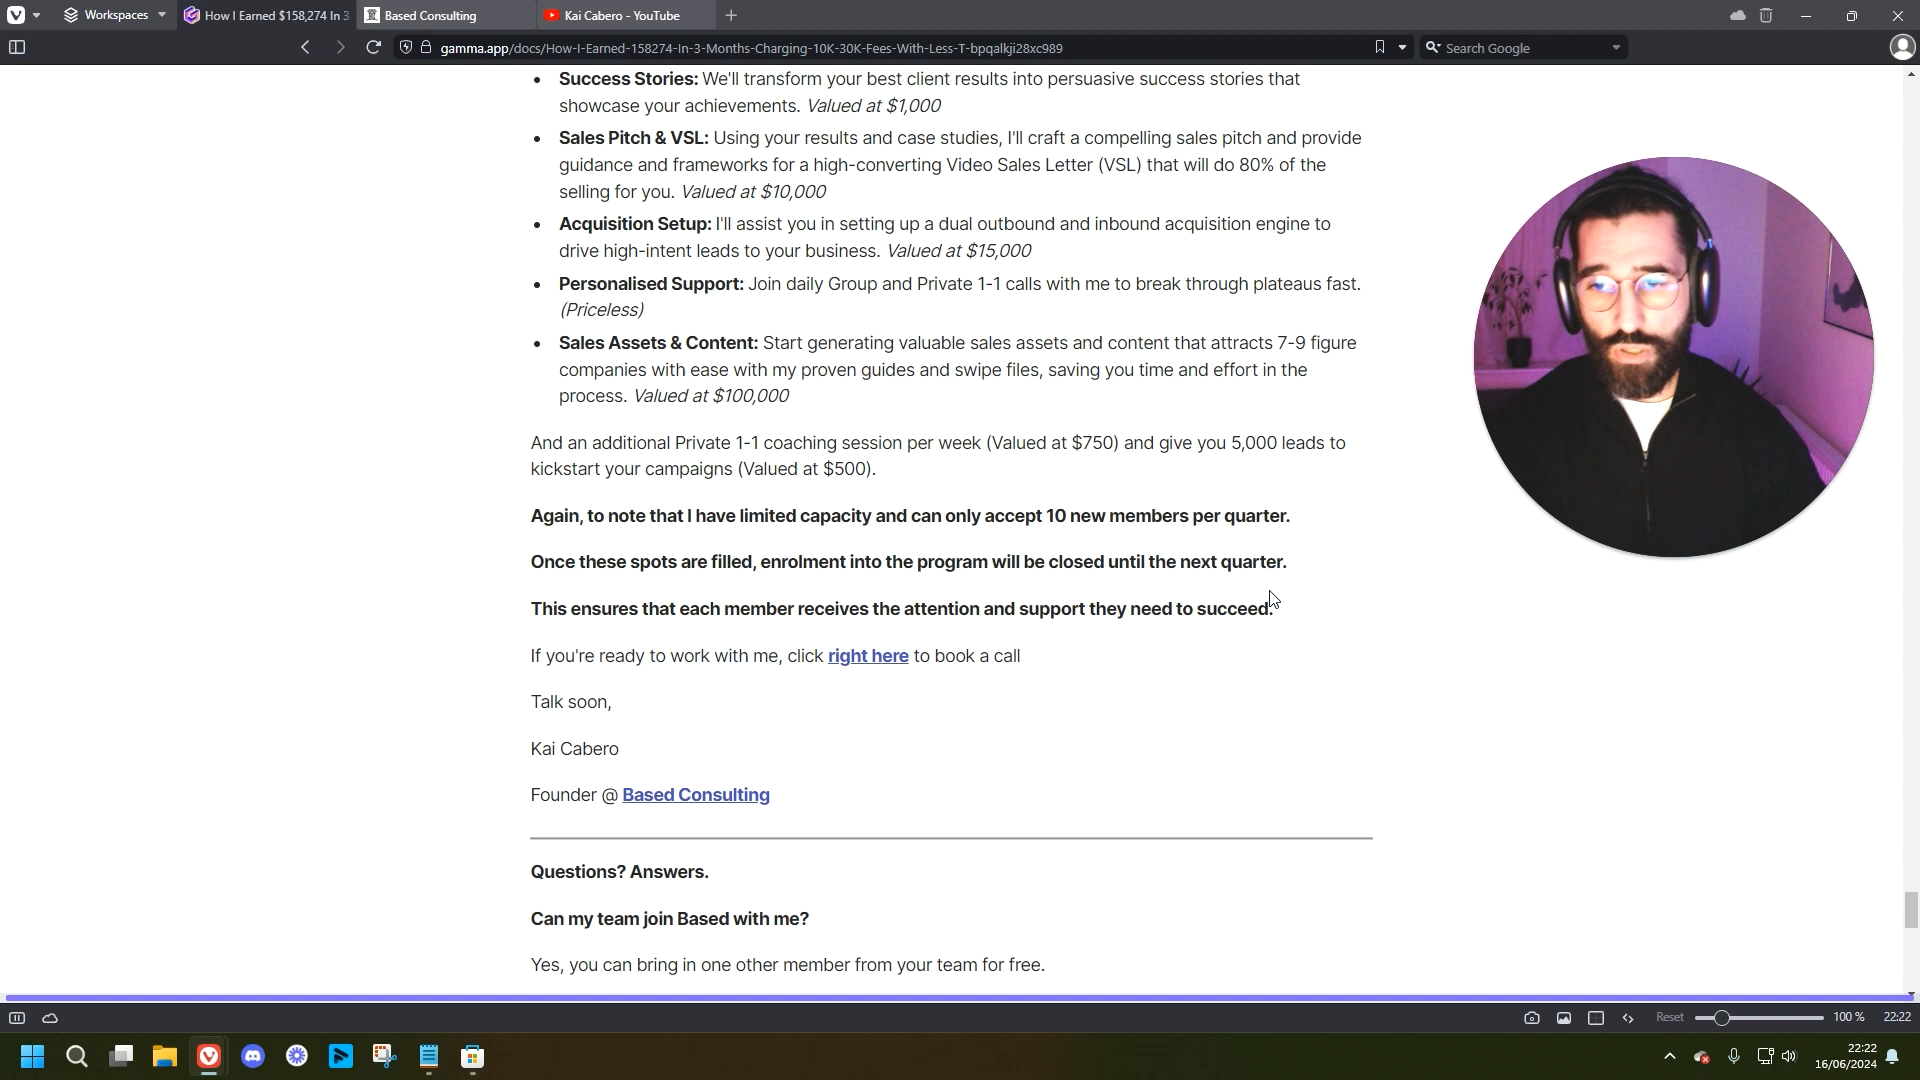 Workspaces
How I Earned $158,274 In 3
Based Consulting
Kai Cabero - YouTube
gamma.app/docs/How-I-Earned-158274-In-3-Months-Charging-10K-30K-Fees-With-Less-T-bpqalkji28xc989
Search Google
• Success Stories: We'll transform your best client results into persuasive success stories that
showcase your achievements. Valued at $1,000
• Sales Pitch & VSL: Using your results and case studies, I'll craft a compelling sales pitch and provide
guidance and frameworks for a high-converting Video Sales Letter (VSL) that will do 80% of the
selling for you. Valued at $10,000
• Acquisition Setup: I'll assist you in setting up a dual outbound and inbound acquisition engine to
drive high-intent leads to your business. Valued at $15,000
• Personalised Support: Join daily Group and Private 1-1 calls with me to break through plateaus fast.
(Priceless)
• Sales Assets & Content: Start generating valuable sales assets and content that attracts 7-9 figure
companies with ease with my proven guides and swipe files, saving you time and effort in the
process. Valued at $100,000
And an additional Private 1-1 coaching session per week (Valued at $750) and give you 5,000 leads to
kickstart your campaigns (Valued at $500).
Again, to note that I have limited capacity and can only accept 10 new members per quarter.
Once these spots are filled, enrolment into the program will be closed until the next quarter.
This ensures that each member receives the attention and support they need to succeed.
If you're ready to work with me, click right here to book a call
Talk soon,
Kai Cabero
Founder @ Based Consulting
Questions? Answers.
Can my team join Based with me?
Yes, you can bring in one other member from your team for free.
Reset
100 %
22:22
22:22
16/06/2024